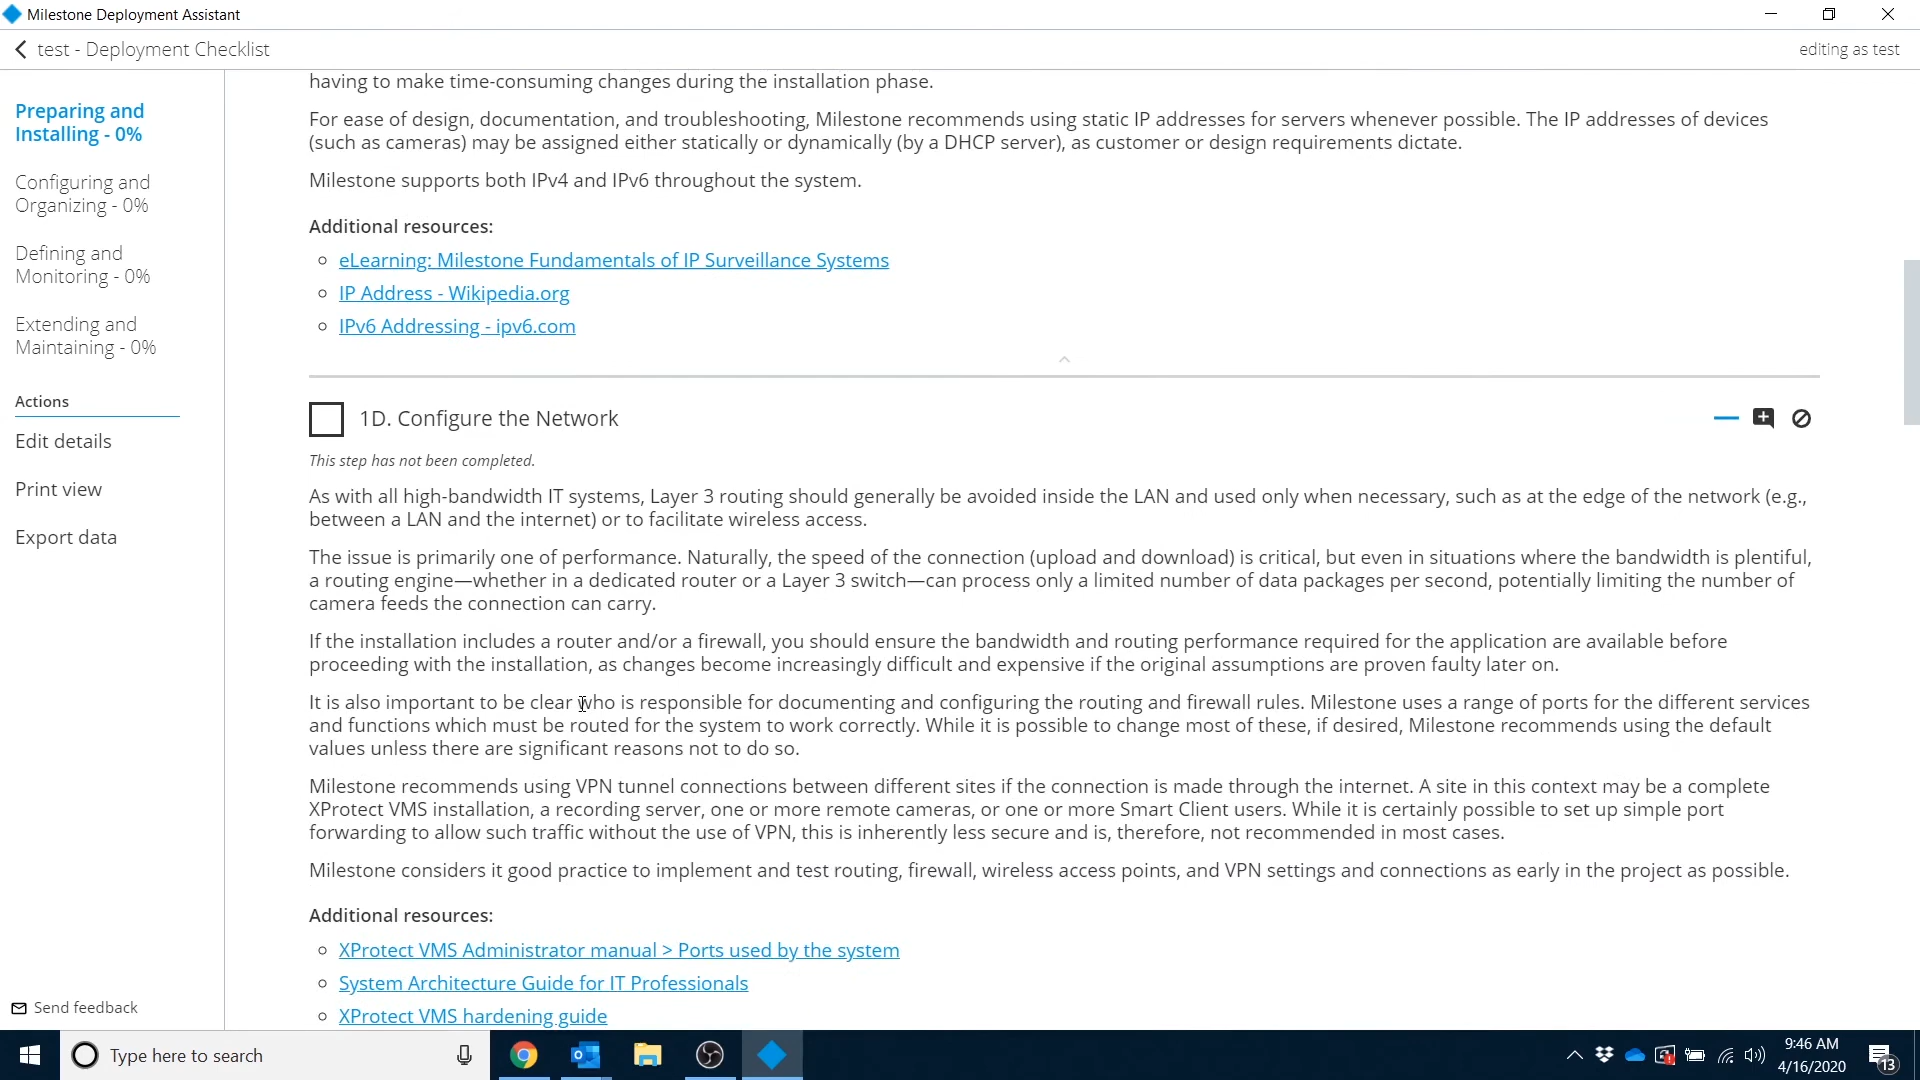 Milestone Deployment Assistant
test - Deployment Checklist
editing as test
Preparing and
Installing - 0%
Configuring and
Organizing - 0%
Defining and
Monitoring - 0%
Extending and
Maintaining - 0%
Actions
Edit details
Print view
Export data
Send feedback
having to make time-consuming changes during the installation phase.
For ease of design, documentation, and troubleshooting, Milestone recommends using static IP addresses for servers whenever possible. The IP addresses of devices
(such as cameras) may be assigned either statically or dynamically (by a DHCP server), as customer or design requirements dictate.
Milestone supports both IPv4 and IPv6 throughout the system.
Additional resources:
eLearning: Milestone Fundamentals of IP Surveillance Systems
IP Address - Wikipedia.org
IPv6 Addressing - ipv6.com
1D. Configure the Network
This step has not been completed.
As with all high-bandwidth IT systems, Layer 3 routing should generally be avoided inside the LAN and used only when necessary, such as at the edge of the network (e.g.,
between a LAN and the internet) or to facilitate wireless access.
The issue is primarily one of performance. Naturally, the speed of the connection (upload and download) is critical, but even in situations where the bandwidth is plentiful,
a routing engine—whether in a dedicated router or a Layer 3 switch—can process only a limited number of data packages per second, potentially limiting the number of
camera feeds the connection can carry.
If the installation includes a router and/or a firewall, you should ensure the bandwidth and routing performance required for the application are available before
proceeding with the installation, as changes become increasingly difficult and expensive if the original assumptions are proven faulty later on.
It is also important to be clear who is responsible for documenting and configuring the routing and firewall rules. Milestone uses a range of ports for the different services
and functions which must be routed for the system to work correctly. While it is possible to change most of these, if desired, Milestone recommends using the default
values unless there are significant reasons not to do so.
Milestone recommends using VPN tunnel connections between different sites if the connection is made through the internet. A site in this context may be a complete
XProtect VMS installation, a recording server, one or more remote cameras, or one or more Smart Client users. While it is certainly possible to set up simple port
forwarding to allow such traffic without the use of VPN, this is inherently less secure and is, therefore, not recommended in most cases.
Milestone considers it good practice to implement and test routing, firewall, wireless access points, and VPN settings and connections as early in the project as possible.
Additional resources:
XProtect VMS Administrator manual > Ports used by the system
System Architecture Guide for IT Professionals
XProtect VMS hardening guide
Type here to search
9:46 AM
4/16/2020
13